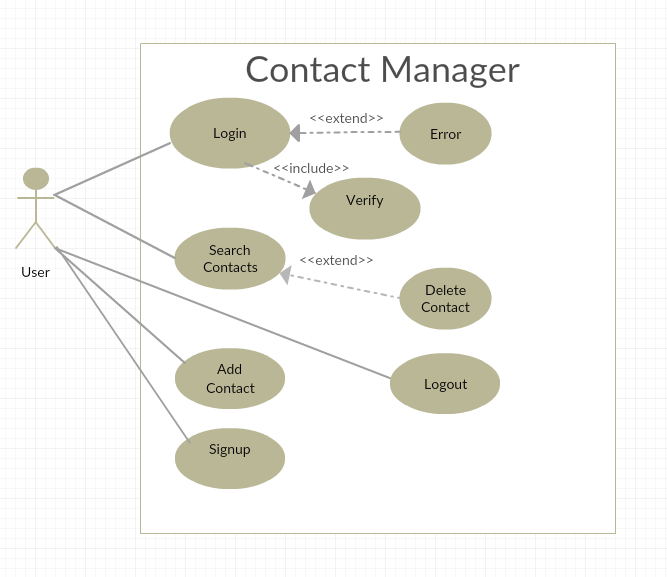 Contact Manager
<<extend>>
Login
Error
<<include>>
Verify
Search
Contacts
<<extend>>
User
Delete
Contact
Add
Contact
Logout
Signup